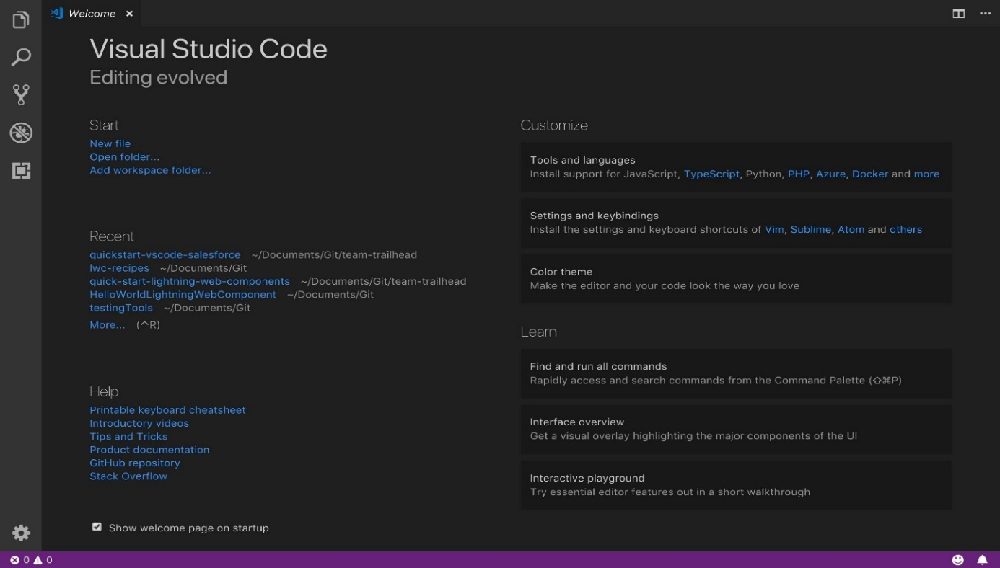 Welcome
Visual Studio Code
Editing evolved
Start
New file
Open folder...
Add workspace folder...
Recent
quickstart-vscode-salesforce ~/Documents/Git/team-trailhead
lwc-recipes ~/Documents/Git
quick-start-lightning-web-components ~/Documents/Git/team-trailhead
HelloWorldLightningWebComponent ~/Documents/Git
testingTools ~/Documents/Git
More... (^R)
Help
Printable keyboard cheatsheet
Introductory videos
Tips and Tricks
Product documentation
GitHub repository
Stack Overflow
Show welcome page on startup
Customize
Tools and languages
Install support for JavaScript, TypeScript, Python, PHP, Azure, Docker and more
Settings and keybindings
Install the settings and keyboard shortcuts of Vim, Sublime, Atom and others
Color theme
Make the editor and your code look the way you love
Learn
Find and run all commands
Rapidly access and search commands from the Command Palette (⇧⌘P)
Interface overview
Get a visual overlay highlighting the major components of the UI
Interactive playground
Try essential editor features out in a short walkthrough
0 0